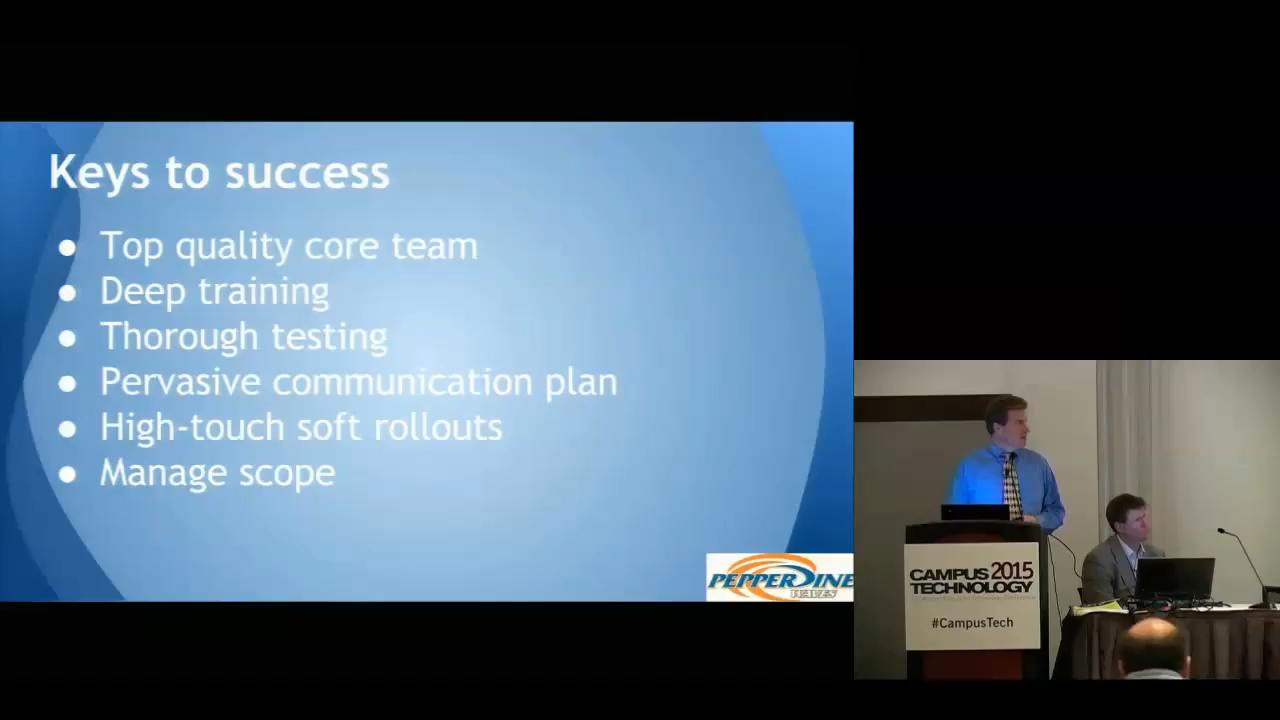 Keys to success
● Top quality core team
● Deep training
● Thorough testing
● Pervasive communication plan
● High-touch soft rollouts
● Manage scope
PEPPERDINE
WAVES
CAMPUS 2015
TECHNOLOGY
#CampusTech